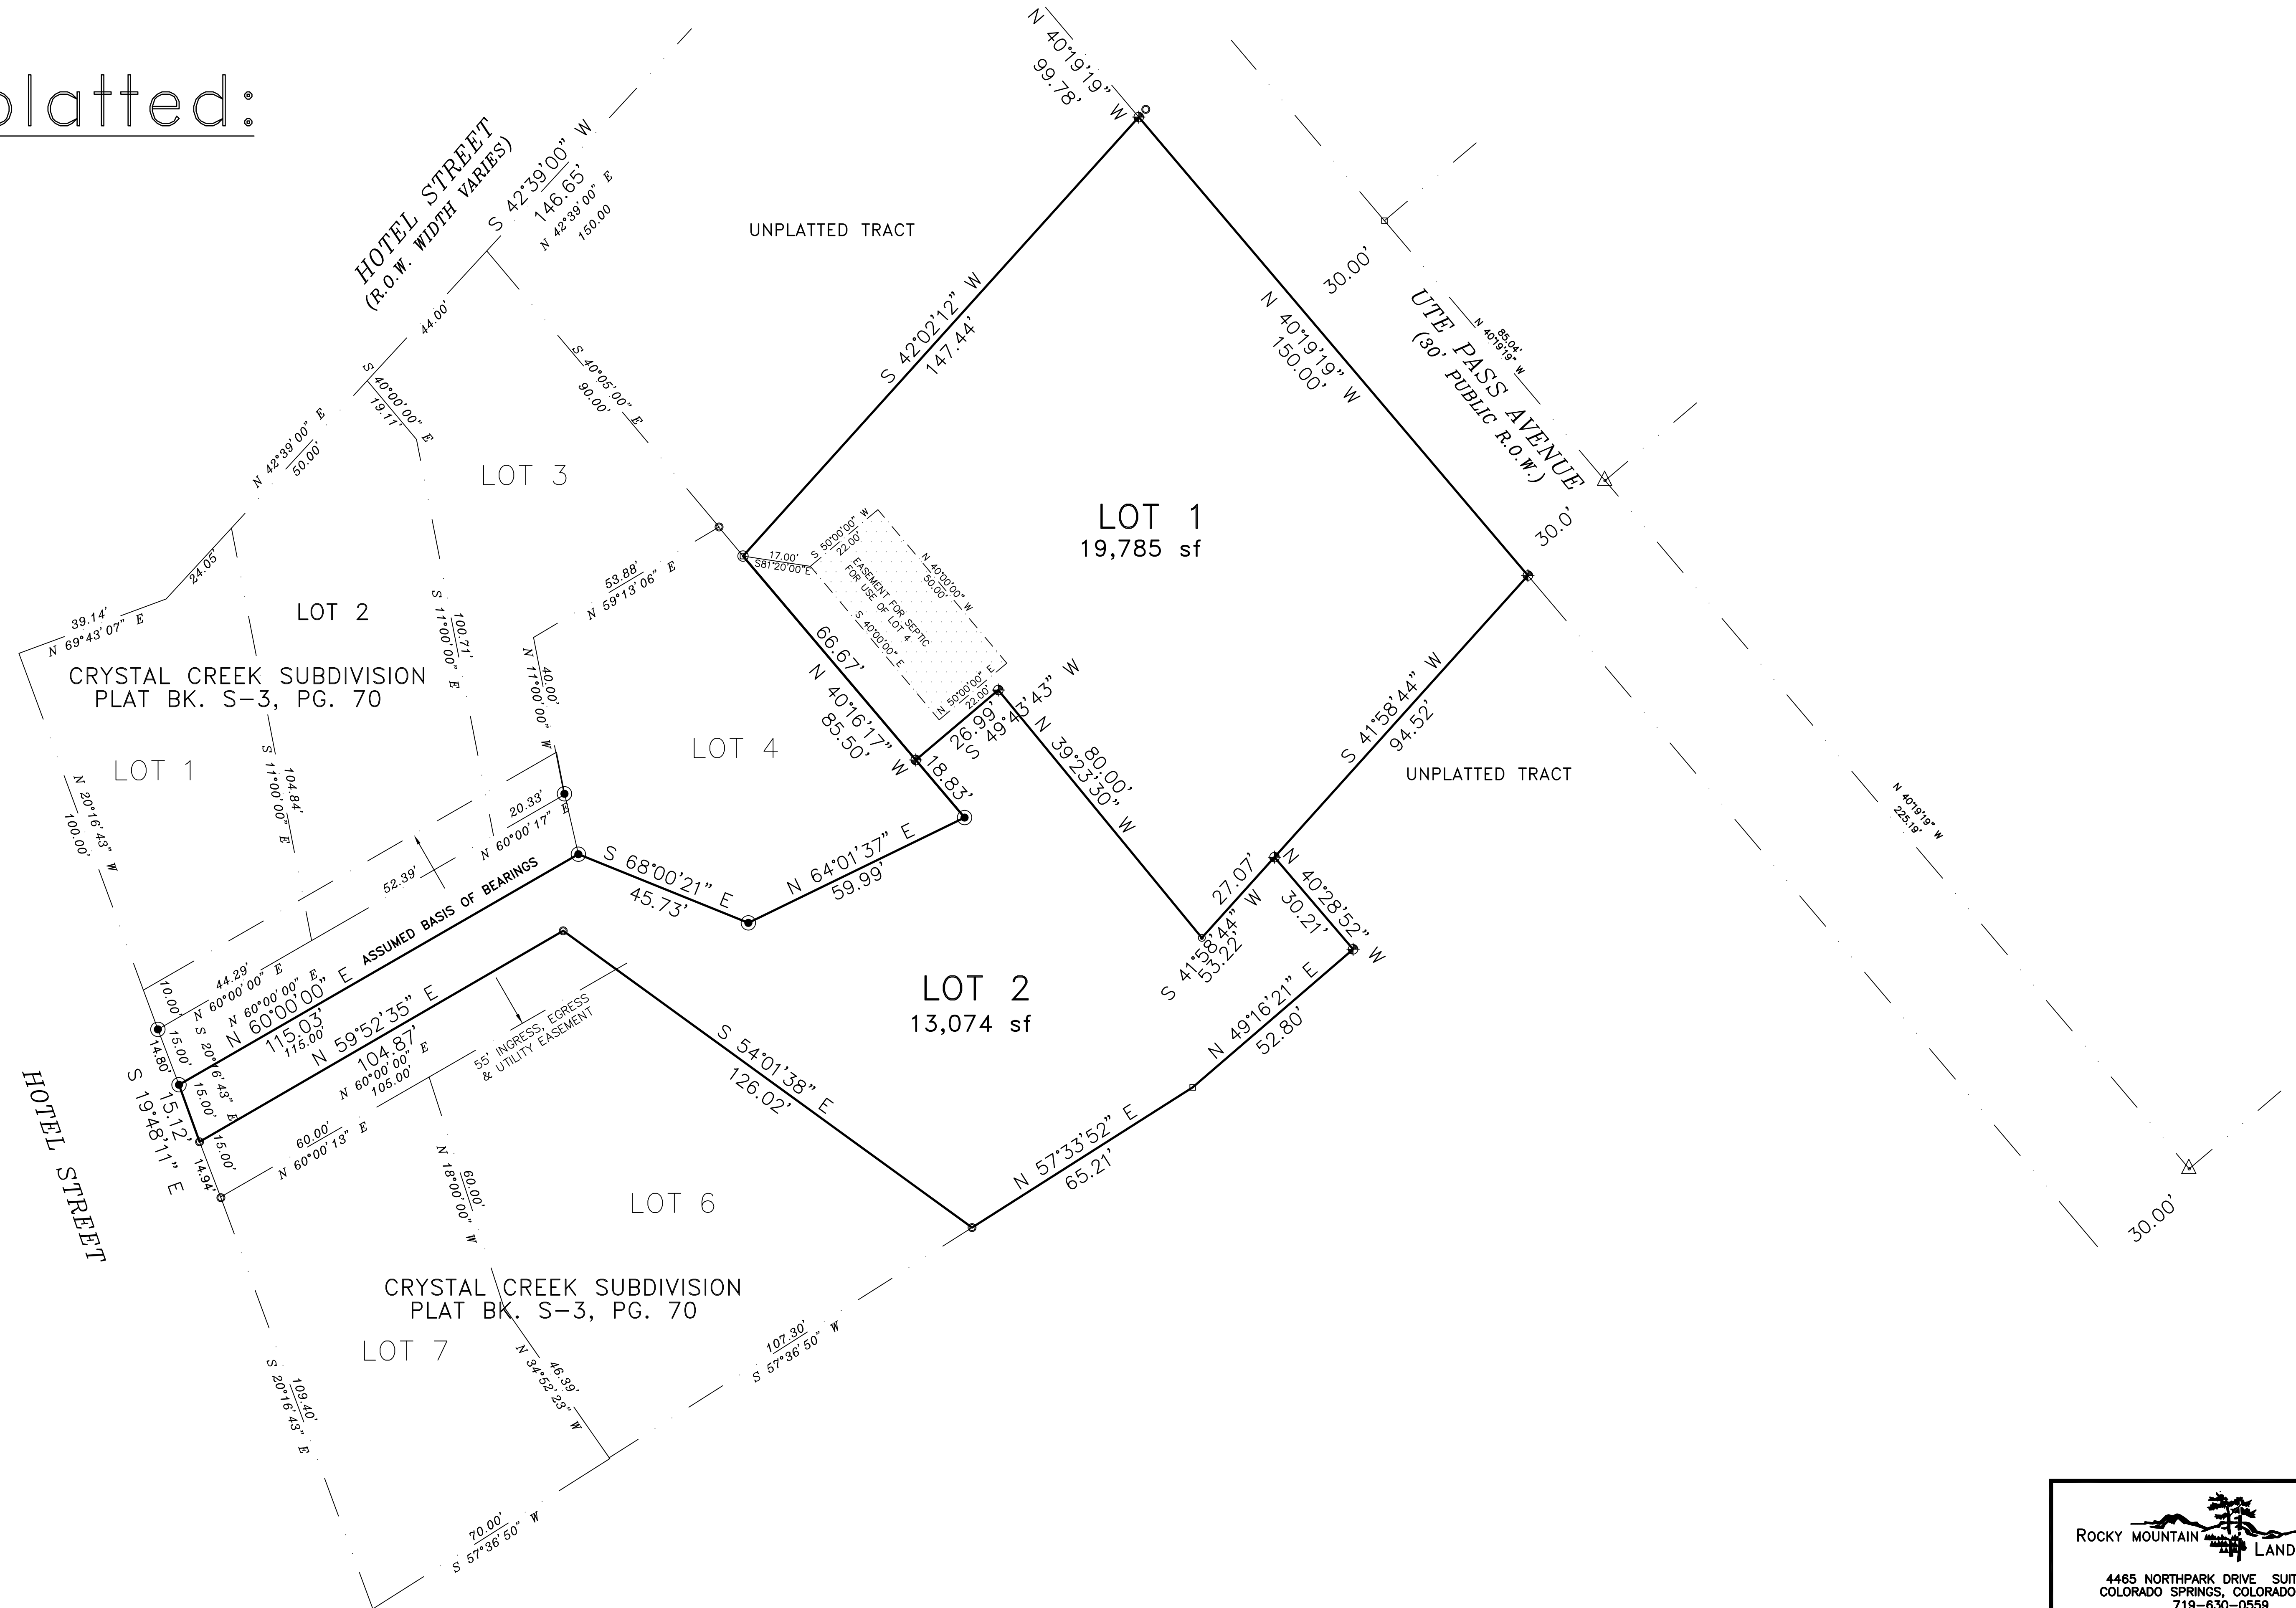 platted:
N 40°19'19" W
99.78'
HOTEL STREET
(R.O.W. WIDTH VARIES)
S 42°39'00" W
146.65'
N 42°39'00" E
150.00
UNPLATTED TRACT
44.00'
S 40°00'00" E
19.11'
S 40°05'00" E
90.00'
S 42°02'12" W
147.44'
N 40°19'19" W
150.00'
30.00'
UTE PASS AVENUE
(30' PUBLIC R.O.W.)
85.04'
N 40°19'19" W
30.0'
N 42°39'00" E
50.00'
24.05'
39.14'
N 69°43'07" E
LOT 3
LOT 2
LOT 1
19,785 sf
17.00'
S81°20'00"E
S 50°00'00" W
22.00'
N 40°00'00" W
50.00'
EASEMENT FOR SEPTIC
FOR USE OF LOT 4
S 40°00'00" E
N 50°00'00" E
22.00'
53.88'
N 59°13'06" E
CRYSTAL CREEK SUBDIVISION
PLAT BK. S-3, PG. 70
LOT 1
N 20°16'43" W
100.00'
S 11°00'00" E
104.84'
S 11°00'00" E
100.71'
N 11°00'00" W
40.00'
LOT 4
66.67'
N 40°16'17" W
85.50'
18.83'
26.99'
S 49°43'43" W
80.00'
N 39°23'30" W
S 41°58'44" W
94.52'
UNPLATTED TRACT
27.07'
S 41°58'44" W
53.22'
N 40°28'52" W
30.21'
N 49°16'21" E
52.80'
N 40°19'19" W
225.19'
20.33'
N 60°00'17" E
52.39'
ASSUMED BASIS OF BEARINGS
S 68°00'21" E
45.73'
N 64°01'37" E
59.99'
44.29'
N 60°00'00" E
N 60°00'00" E
N 60°00'00" E
115.03'
115.00'
N 59°52'35" E
104.87'
N 60°00'00" E
105.00'
10.00'
15.00'
S 20°16'43" E
15.00'
15.00'
14.80'
15.12'
S 19°48'11" E
14.94'
HOTEL STREET
55' INGRESS, EGRESS
& UTILITY EASEMENT
LOT 2
13,074 sf
S 54°01'38" E
126.02'
N 57°33'52" E
65.21'
60.00'
N 60°00'13" E
60.00'
N 18°00'00" W
LOT 6
CRYSTAL CREEK SUBDIVISION
PLAT BK. S-3, PG. 70
LOT 7
109.40'
S 20°16'43" E
46.39'
N 34°52'23" W
107.30'
S 57°36'50" W
70.00'
S 57°36'50" W
30.00'
ROCKY MOUNTAIN LAND
4465 NORTHPARK DRIVE SUIT
COLORADO SPRINGS, COLORADO
719-630-0559